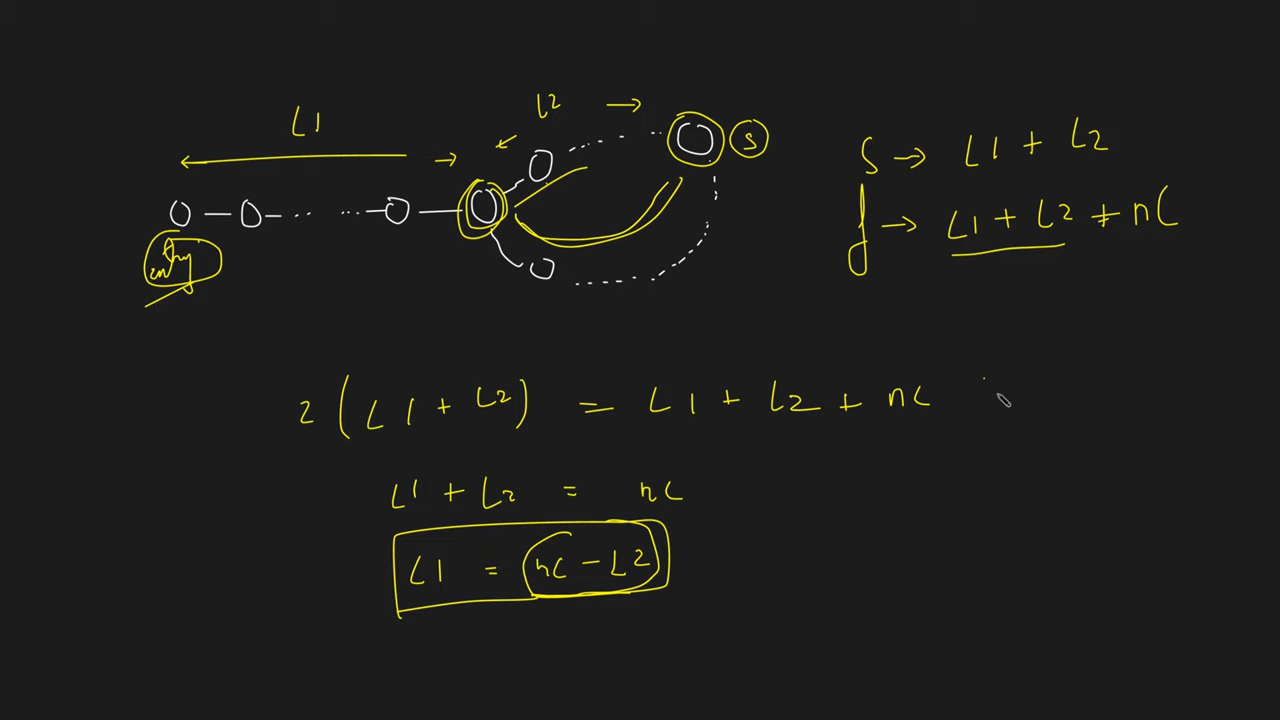 L1
L2
S
entry
S → L1 + L2
f → L1 + L2 + nC
2 (L1 + L2) = L1 + L2 + nC
L1 + L2 = nC
L1 = nC - L2